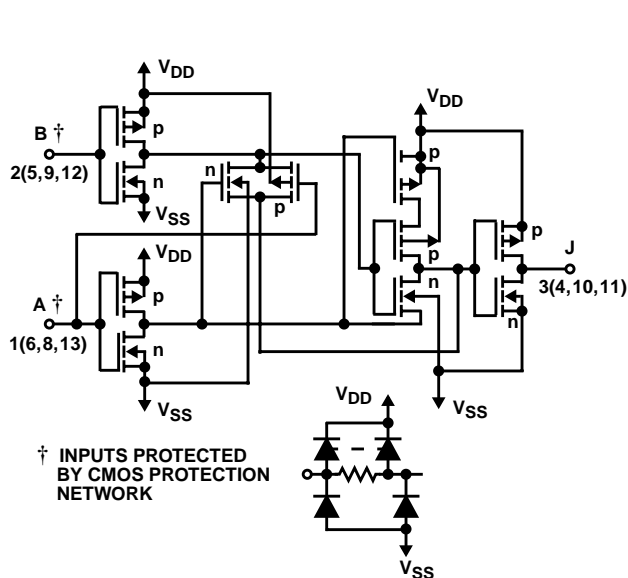 VDD
B †
2(5,9,12)
p
n
VSS
VDD
A †
1(6,8,13)
p
n
VSS
n
p
VDD
p
p
n
VSS
p
n
J
3(4,10,11)
† INPUTS PROTECTED
BY CMOS PROTECTION
NETWORK
VDD
VSS